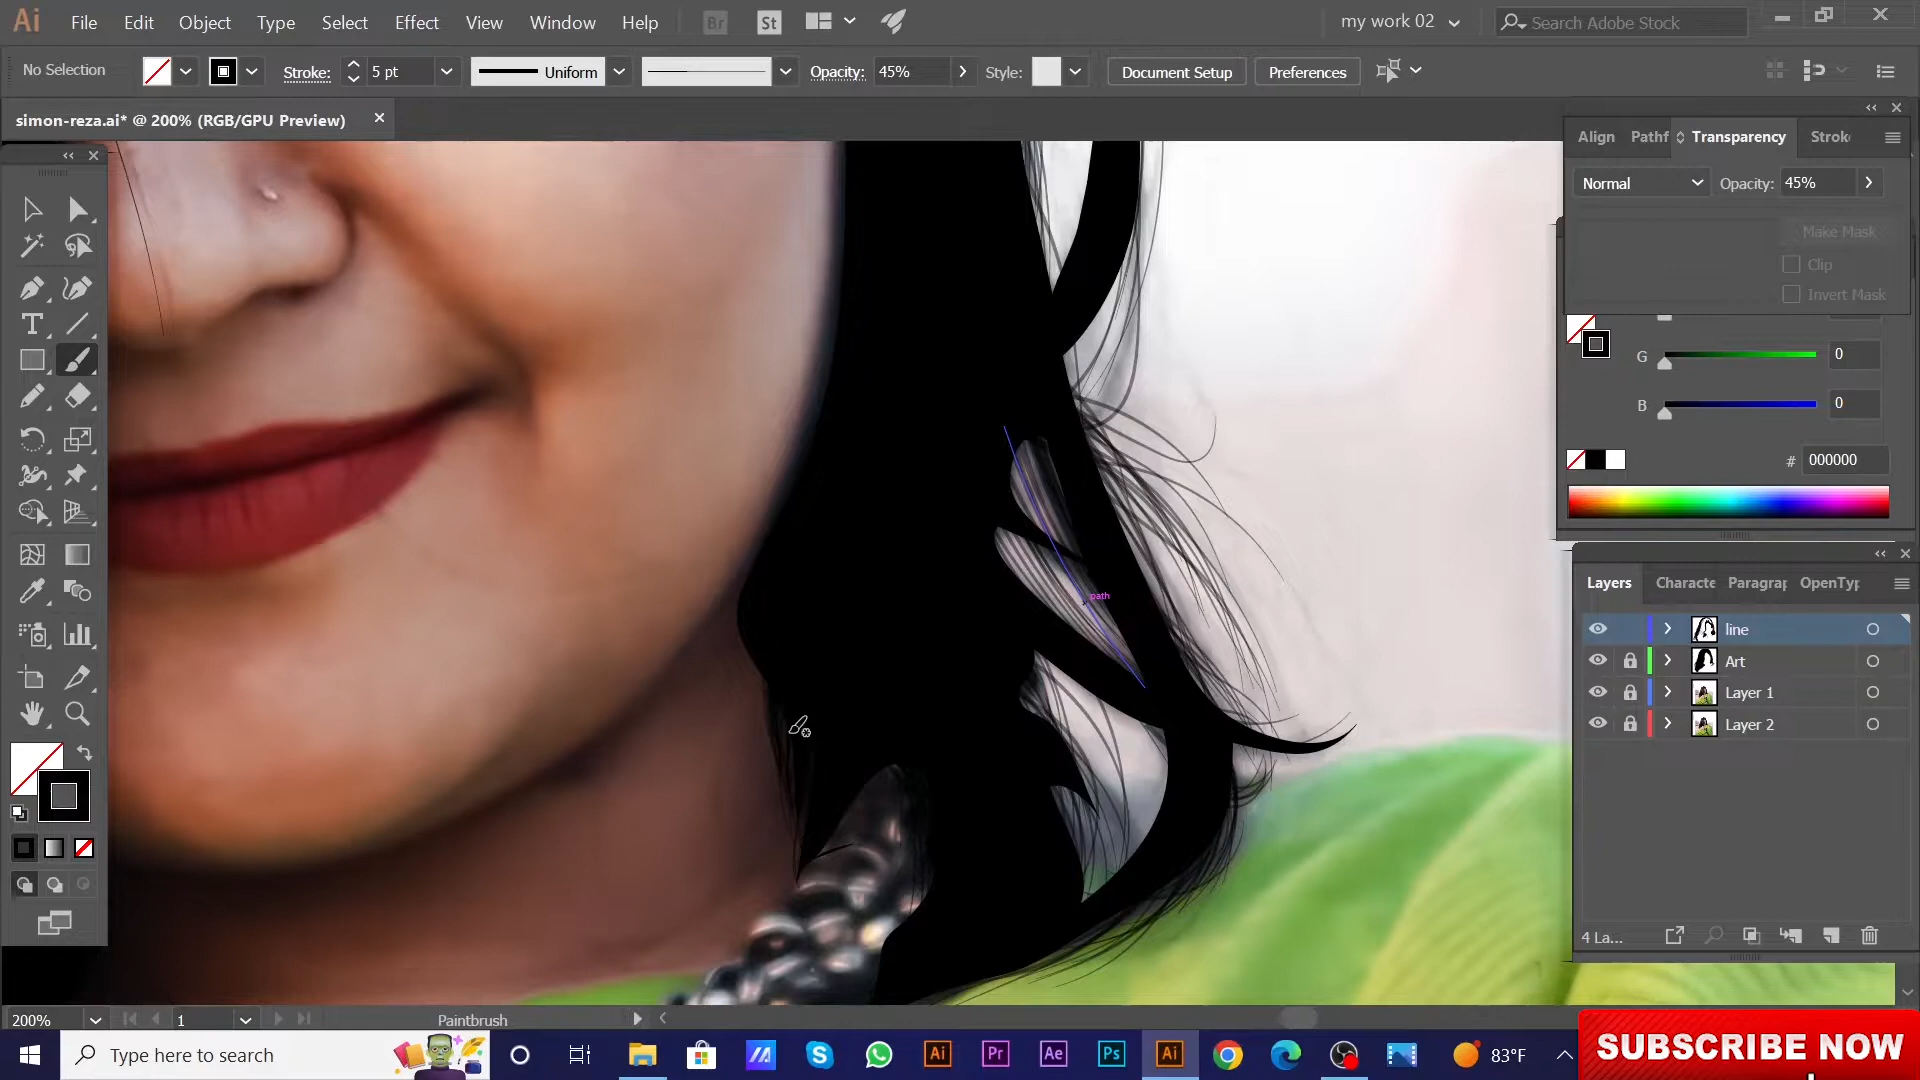 Ai File Edit Object Type Select Effect View Window Help Br St my work 02 Search Adobe Stock
No Selection Stroke: 5 pt Uniform Opacity: 45% Style: Document Setup Preferences
simon-reza.ai* @ 200% (RGB/GPU Preview)
Align Pathf Transparency Strok
Normal Opacity: 45%
Make Mask
Clip
Invert Mask
G 0
B 0
# 000000
path
Layers Characte Paragrap OpenTyp
line
Art
Layer 1
Layer 2
4 La...
200% 1 Paintbrush
Type here to search
Ai Pr Ae Ps Ai 83°F
SUBSCRIBE NOW